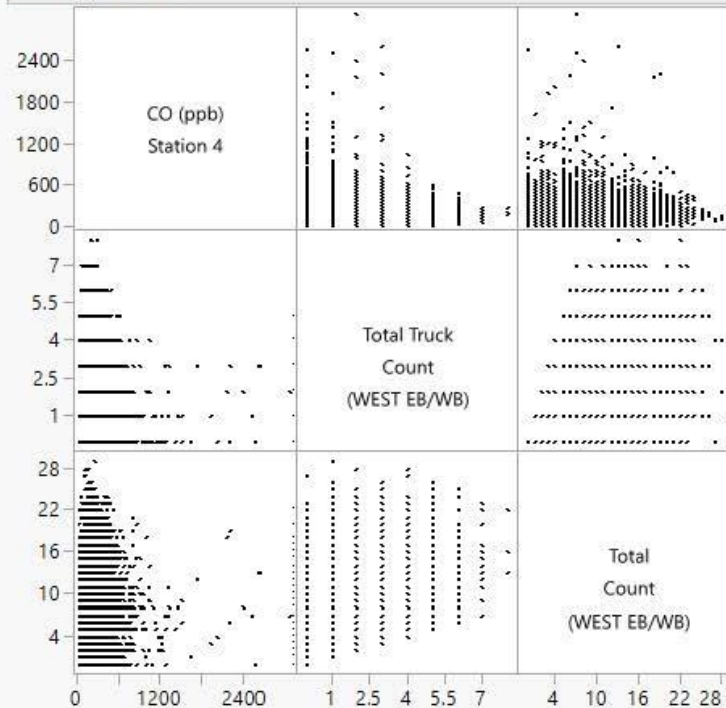 2400
1800
1200
600
0
CO (ppb)
Station 4
7
5.5
4
2.5
1
Total Truck
Count
(WEST EB/WB)
28
22
16
10
4
Total
Count
(WEST EB/WB)
0 1200 2400 1 2.5 4 5.5 7 4 10 16 22 28